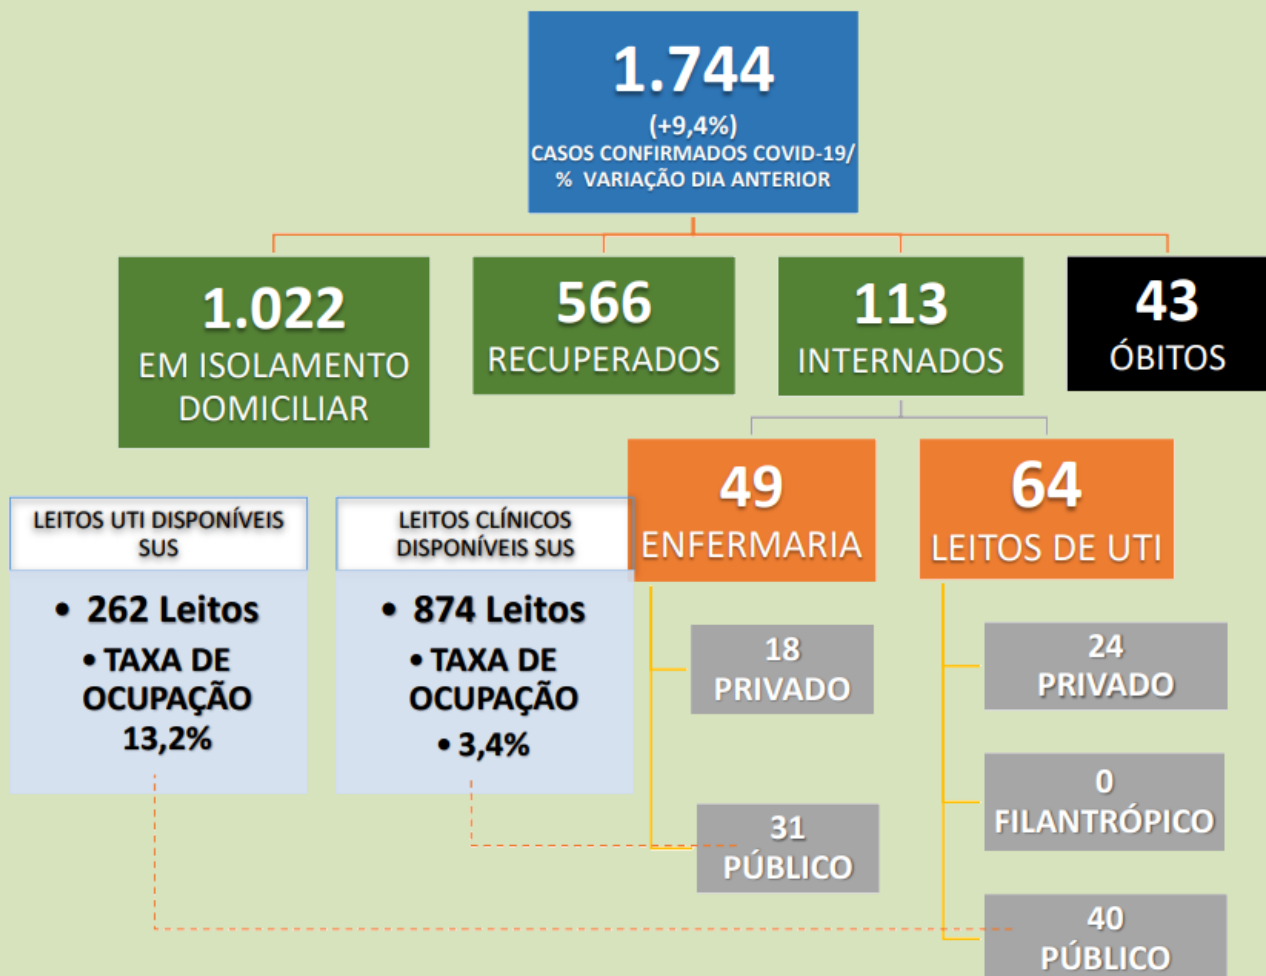 1.744
(+9,4%)
CASOS CONFIRMADOS COVID-19/
% VARIAÇÃO DIA ANTERIOR
1.022
EM ISOLAMENTO
DOMICILIAR
566
RECUPERADOS
113
INTERNADOS
43
ÓBITOS
49
ENFERMARIA
64
LEITOS DE UTI
LEITOS UTI DISPONÍVEIS
SUS
• 262 Leitos
• TAXA DE
OCUPAÇÃO
13,2%
LEITOS CLÍNICOS
DISPONÍVEIS SUS
• 874 Leitos
• TAXA DE
OCUPAÇÃO
• 3,4%
18
PRIVADO
31
PÚBLICO
24
PRIVADO
0
FILANTRÓPICO
40
PÚBLICO